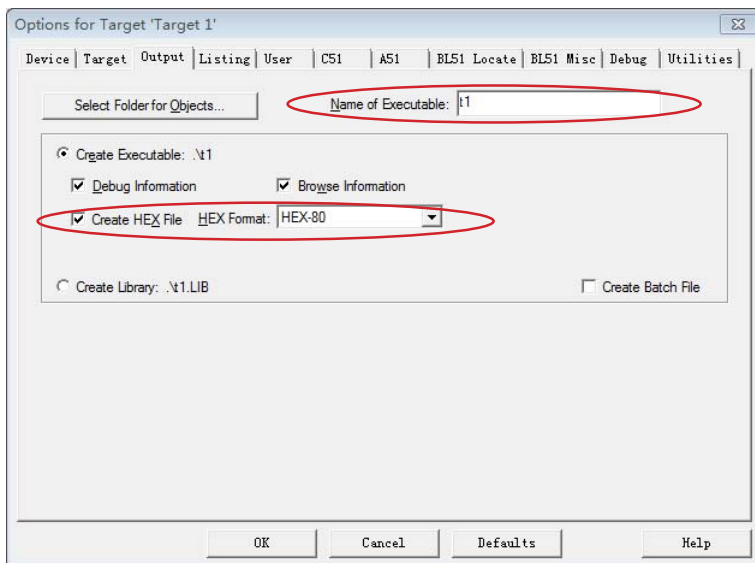 Options for Target 'Target 1'
Device Target Output Listing User C51 A51 BL51 Locate BL51 Misc Debug Utilities
Select Folder for Objects... Name of Executable: t1
Create Executable: .\t1
Debug Information Browse Information
Create HEX File HEX Format: HEX-80
Create Library: .\t1.LIB Create Batch File
OK Cancel Defaults Help